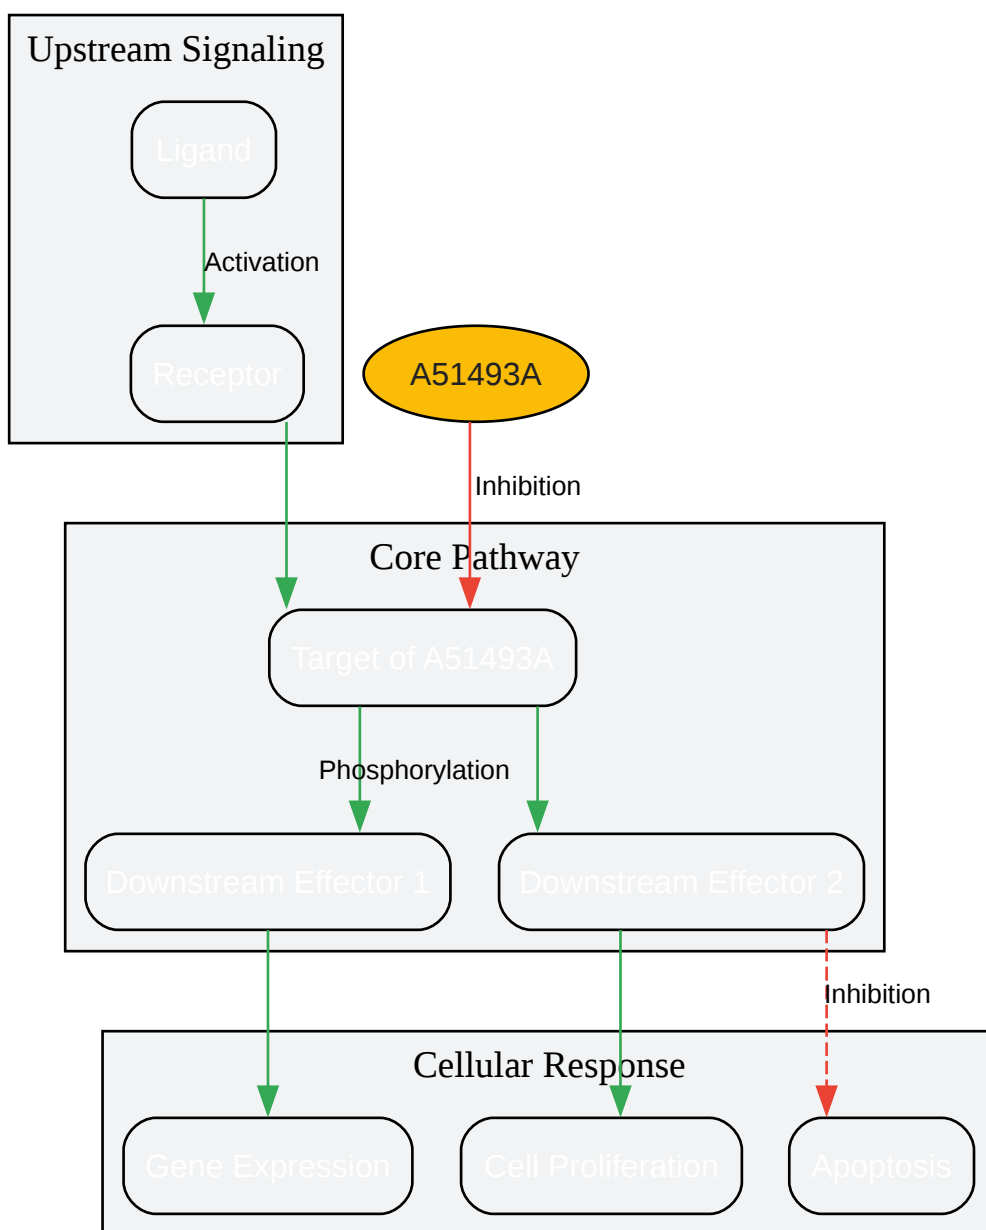 Upstream Signaling
Ligand
Activation
Receptor
A51493A
Inhibition
Core Pathway
Target of A51493A
Phosphorylation
Downstream Effector 1
Downstream Effector 2
Inhibition
Cellular Response
Gene Expression
Cell Proliferation
Apoptosis